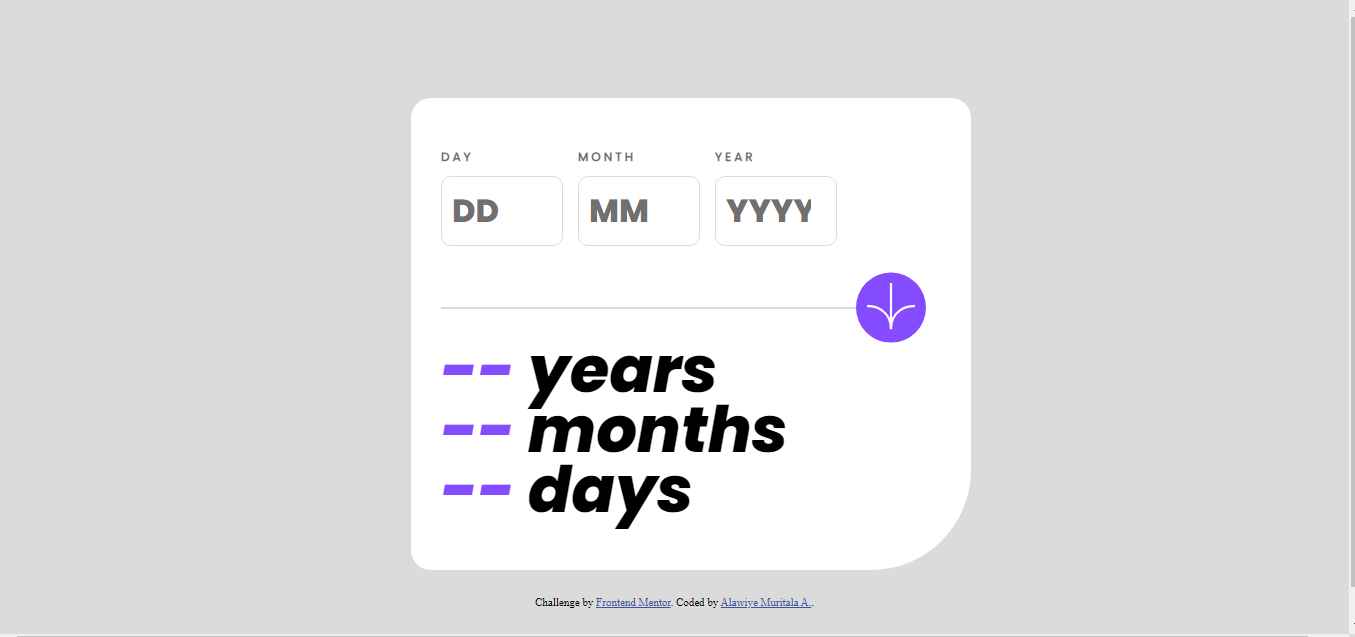 DAY MONTH YEAR
DD MM YYYY
-- years
-- months
-- days
Challenge by Frontend Mentor. Coded by Alawiye Muritala A..